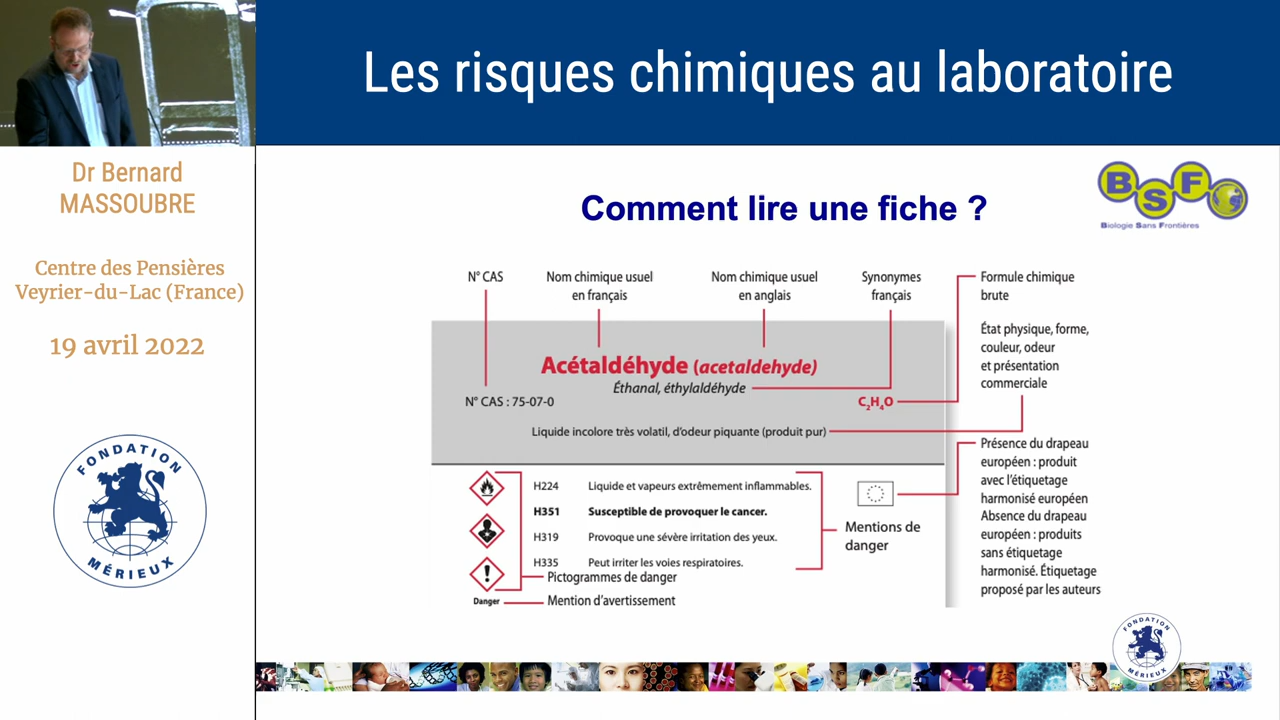 Les risques chimiques au laboratoire
Dr Bernard
MASSOUBRE
Centre des Pensières
Veyrier-du-Lac (France)
19 avril 2022
FONDATION
MÉRIEUX
BSF
Biologie Sans Frontières
Comment lire une fiche ?
N° CAS
Nom chimique usuel
en français
Nom chimique usuel
en anglais
Synonymes
français
Formule chimique
brute
État physique, forme,
couleur, odeur
et présentation
commerciale
Acétaldéhyde (acetaldehyde)
Éthanal, éthylaldéhyde
N° CAS : 75-07-0
C2H4O
Liquide incolore très volatil, d'odeur piquante (produit pur)
Présence du drapeau
européen : produit
avec l'étiquetage
harmonisé européen
Absence du drapeau
européen : produits
sans étiquetage
harmonisé. Étiquetage
proposé par les auteurs
H224 Liquide et vapeurs extrêmement inflammables.
H351 Susceptible de provoquer le cancer.
H319 Provoque une sévère irritation des yeux.
H335 Peut irriter les voies respiratoires.
Mentions de
danger
Pictogrammes de danger
Danger
Mention d'avertissement
FONDATION
MÉRIEUX